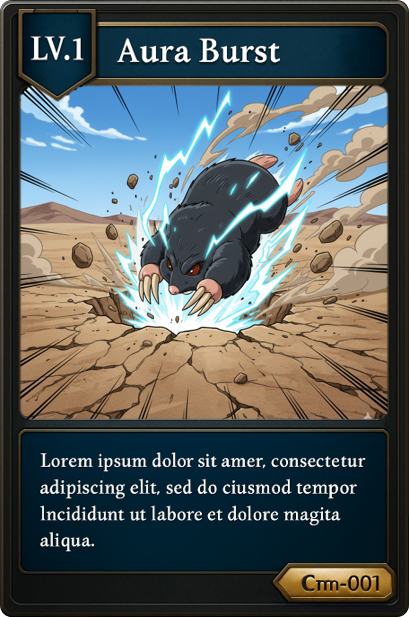 LV.1
Aura Burst
Lorem ipsum dolor sit amer, consectetur
adipiscing elit, sed do ciusmod tempor
Incididunt ut labore et dolore magita
aliqua.
Crm-001